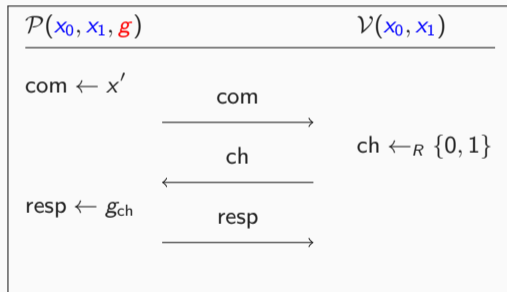 𝒫(x₀, x₁, g) 𝒱(x₀, x₁)
com ← x′
com
ch ←_R {0, 1}
ch
resp ← g_ch
resp